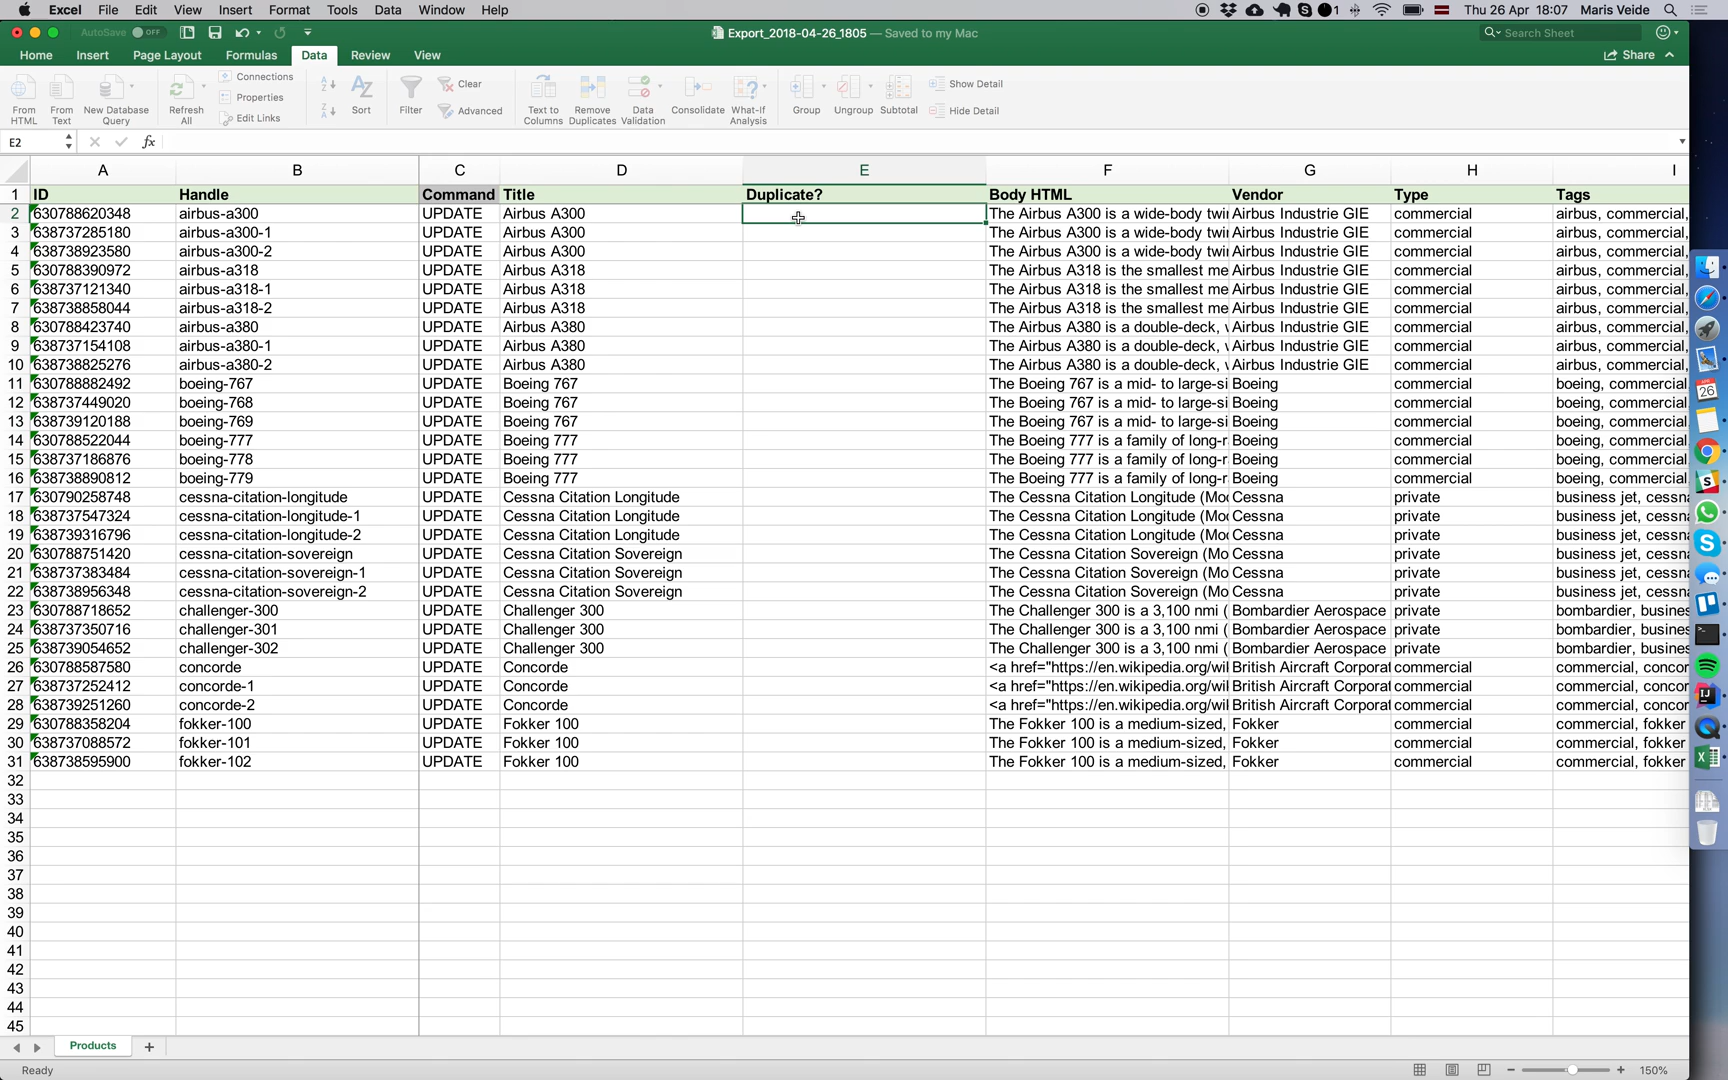 Excel File Edit View Insert Format Tools Data Window Help 1 Thu 26 Apr 18:07 Maris Veide
AutoSave OFF Export_2018-04-26_1805 — Saved to my Mac Search Sheet
Home Insert Page Layout Formulas Data Review View Share
From HTML From Text New Database Query Refresh All Connections Properties Edit Links Sort Filter Clear Advanced Text to Columns Remove Duplicates Data Validation Consolidate What-If Analysis Group Ungroup Subtotal Show Detail Hide Detail
E2 fx
A B C D E F G H I
1 ID Handle Command Title Duplicate? Body HTML Vendor Type Tags
2 630788620348 airbus-a300 UPDATE Airbus A300 The Airbus A300 is a wide-body twi Airbus Industrie GIE commercial airbus, commercial,
3 638737285180 airbus-a300-1 UPDATE Airbus A300 The Airbus A300 is a wide-body twi Airbus Industrie GIE commercial airbus, commercial,
4 638738923580 airbus-a300-2 UPDATE Airbus A300 The Airbus A300 is a wide-body twi Airbus Industrie GIE commercial airbus, commercial,
5 630788390972 airbus-a318 UPDATE Airbus A318 The Airbus A318 is the smallest me Airbus Industrie GIE commercial airbus, commercial,
6 638737121340 airbus-a318-1 UPDATE Airbus A318 The Airbus A318 is the smallest me Airbus Industrie GIE commercial airbus, commercial,
7 638738858044 airbus-a318-2 UPDATE Airbus A318 The Airbus A318 is the smallest me Airbus Industrie GIE commercial airbus, commercial,
8 630788423740 airbus-a380 UPDATE Airbus A380 The Airbus A380 is a double-deck, Airbus Industrie GIE commercial airbus, commercial,
9 638737154108 airbus-a380-1 UPDATE Airbus A380 The Airbus A380 is a double-deck, Airbus Industrie GIE commercial airbus, commercial,
10 638738825276 airbus-a380-2 UPDATE Airbus A380 The Airbus A380 is a double-deck, Airbus Industrie GIE commercial airbus, commercial,
11 630788882492 boeing-767 UPDATE Boeing 767 The Boeing 767 is a mid- to large-si Boeing commercial boeing, commercial
12 638737449020 boeing-768 UPDATE Boeing 767 The Boeing 767 is a mid- to large-si Boeing commercial boeing, commercial
13 638739120188 boeing-769 UPDATE Boeing 767 The Boeing 767 is a mid- to large-si Boeing commercial boeing, commercial
14 630788522044 boeing-777 UPDATE Boeing 777 The Boeing 777 is a family of long-r Boeing commercial boeing, commercial
15 638737186876 boeing-778 UPDATE Boeing 777 The Boeing 777 is a family of long-r Boeing commercial boeing, commercial
16 638738890812 boeing-779 UPDATE Boeing 777 The Boeing 777 is a family of long-r Boeing commercial boeing, commercial
17 630790258748 cessna-citation-longitude UPDATE Cessna Citation Longitude The Cessna Citation Longitude (Mo Cessna private business jet, cessna
18 638737547324 cessna-citation-longitude-1 UPDATE Cessna Citation Longitude The Cessna Citation Longitude (Mo Cessna private business jet, cessna
19 638739316796 cessna-citation-longitude-2 UPDATE Cessna Citation Longitude The Cessna Citation Longitude (Mo Cessna private business jet, cessna
20 630788751420 cessna-citation-sovereign UPDATE Cessna Citation Sovereign The Cessna Citation Sovereign (Mo Cessna private business jet, cessna
21 638737383484 cessna-citation-sovereign-1 UPDATE Cessna Citation Sovereign The Cessna Citation Sovereign (Mo Cessna private business jet, cessna
22 638738956348 cessna-citation-sovereign-2 UPDATE Cessna Citation Sovereign The Cessna Citation Sovereign (Mo Cessna private business jet, cessna
23 630788718652 challenger-300 UPDATE Challenger 300 The Challenger 300 is a 3,100 nmi ( Bombardier Aerospace private bombardier, busines
24 638737350716 challenger-301 UPDATE Challenger 300 The Challenger 300 is a 3,100 nmi ( Bombardier Aerospace private bombardier, busines
25 638739054652 challenger-302 UPDATE Challenger 300 The Challenger 300 is a 3,100 nmi ( Bombardier Aerospace private bombardier, busines
26 630788587580 concorde UPDATE Concorde <a href="https://en.wikipedia.org/wi British Aircraft Corporat commercial commercial, concor
27 638737252412 concorde-1 UPDATE Concorde <a href="https://en.wikipedia.org/wi British Aircraft Corporat commercial commercial, concor
28 638739251260 concorde-2 UPDATE Concorde <a href="https://en.wikipedia.org/wi British Aircraft Corporat commercial commercial, concor
29 630788358204 fokker-100 UPDATE Fokker 100 The Fokker 100 is a medium-sized, Fokker commercial commercial, fokker
30 638737088572 fokker-101 UPDATE Fokker 100 The Fokker 100 is a medium-sized, Fokker commercial commercial, fokker
31 638738595900 fokker-102 UPDATE Fokker 100 The Fokker 100 is a medium-sized, Fokker commercial commercial, fokker
32
33
34
35
36
37
38
39
40
41
42
43
44
45
Products
Ready 150%